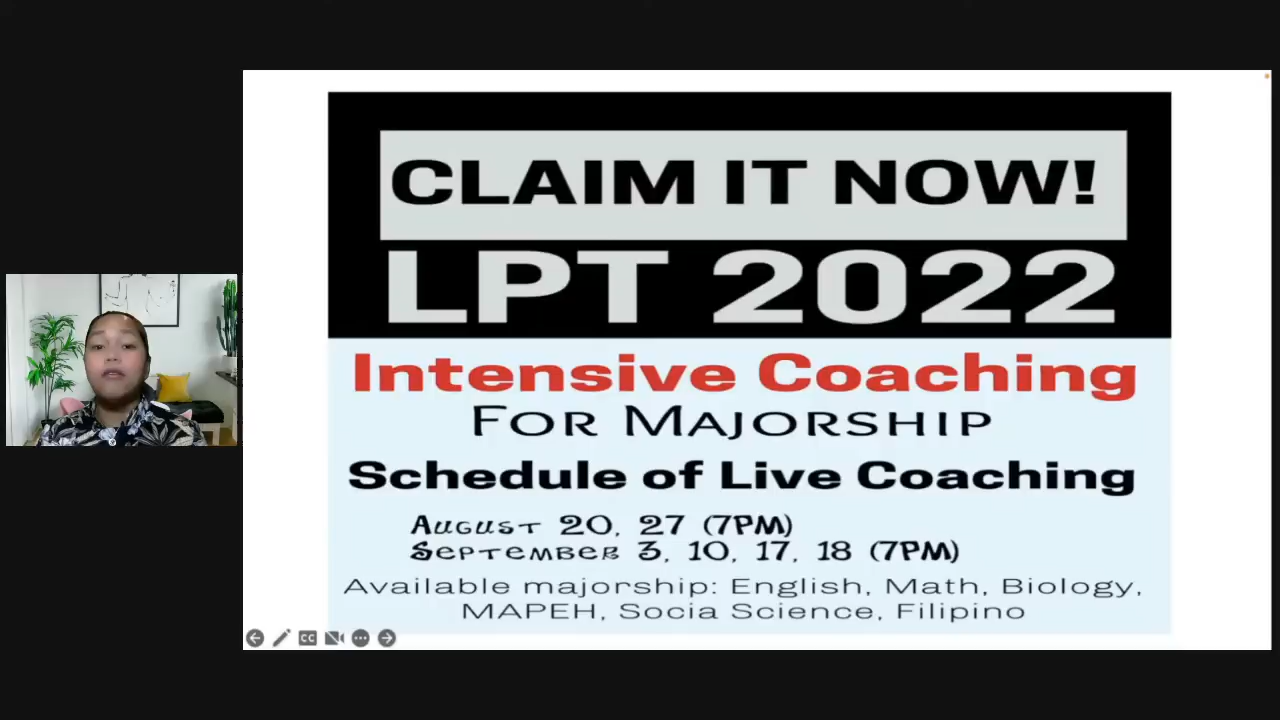 CLAIM IT NOW!
LPT 2022
Intensive Coaching
FOR MAJORSHIP
Schedule of Live Coaching
August 20, 27 (7PM)
September 3, 10, 17, 18 (7PM)
Available majorship: English, Math, Biology,
MAPEH, Socia Science, Filipino
CC